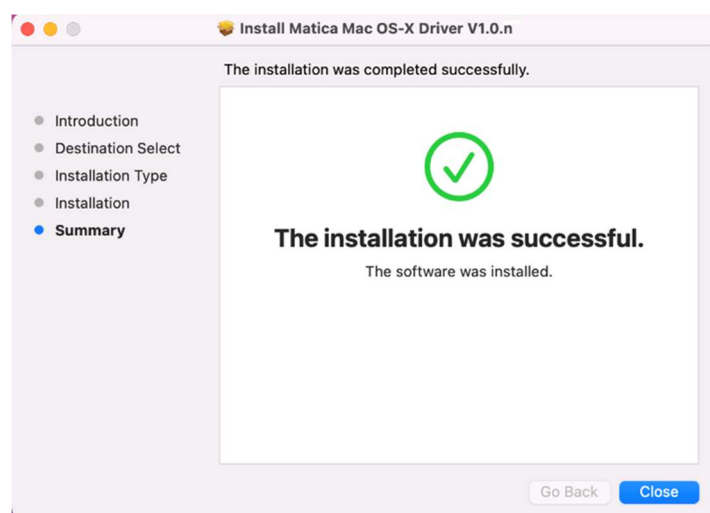 Install Matica Mac OS-X Driver V1.0.n
The installation was completed successfully.
Introduction
Destination Select
Installation Type
Installation
Summary
The installation was successful.
The software was installed.
Go Back
Close